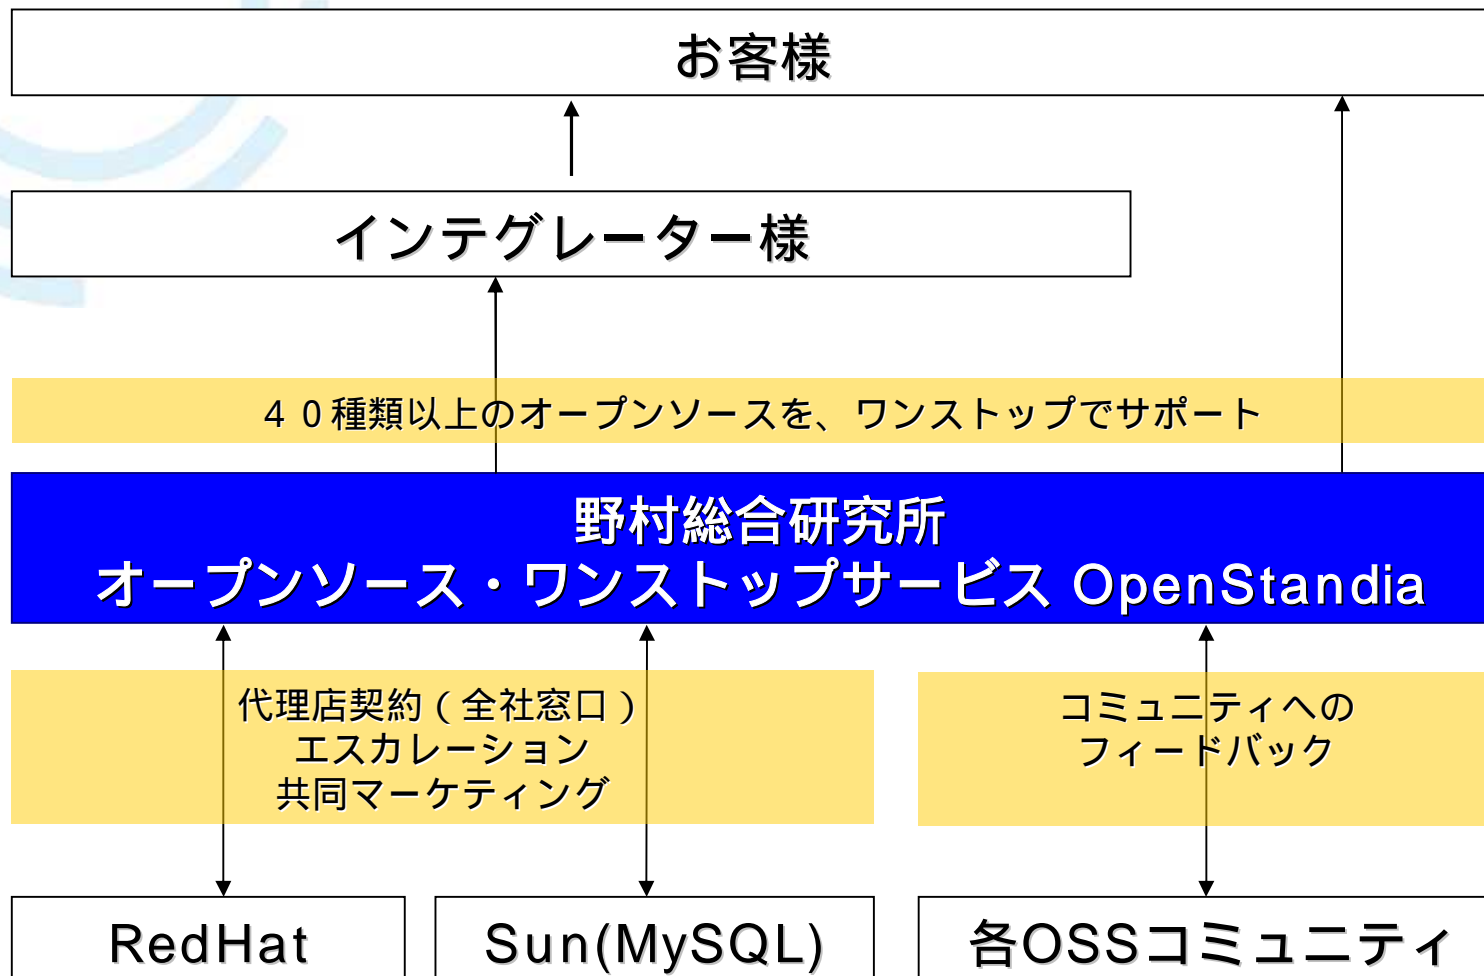 お客様
インテグレーター様
４０種類以上のオープンソースを、ワンストップでサポート
野村総合研究所
オープンソース・ワンストップサービス OpenStandia
代理店契約（全社窓口）
エスカレーション
共同マーケティング
コミュニティへの
フィードバック
RedHat
Sun(MySQL)
各OSSコミュニティ